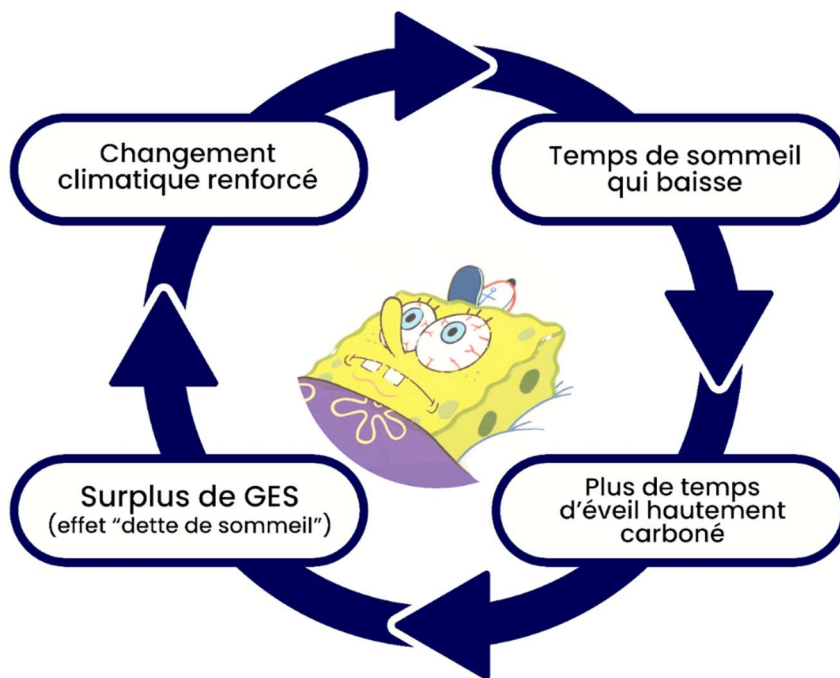 Changement
climatique renforcé
Temps de sommeil
qui baisse
Plus de temps
d'éveil hautement
carboné
Surplus de GES
(effet “dette de sommeil”)